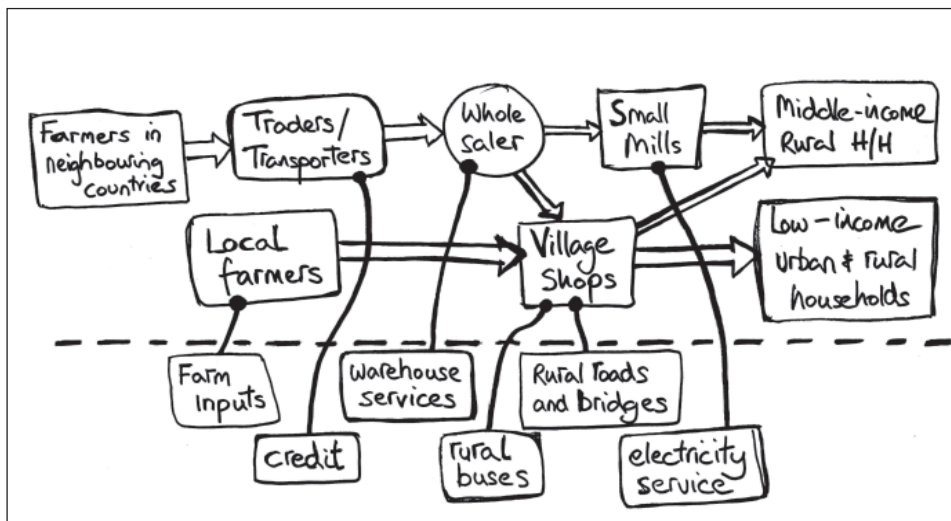 Farmers in
neighbouring
countries
Traders/
Transporters
Whole
saler
Small
Mills
Middle-income
Rural H/H
Local
farmers
Village
Shops
Low-income
urban & rural
households
Farm
Inputs
credit
warehouse
services
rural
buses
Rural roads
and bridges
electricity
service